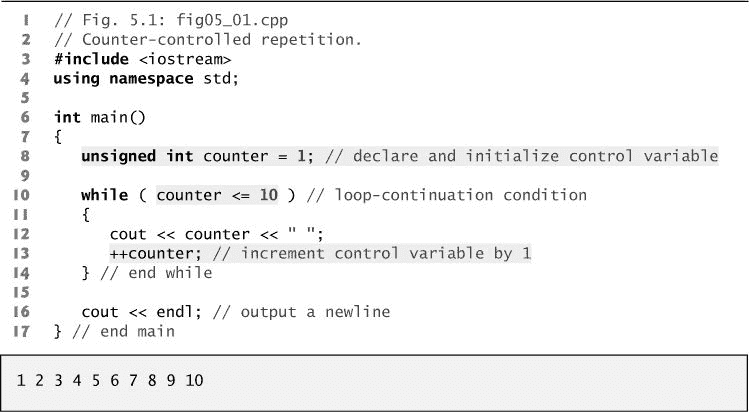 1 // Fig. 5.1: fig05_01.cpp
2 // Counter-controlled repetition.
3 #include <iostream>
4 using namespace std;
5
6 int main()
7 {
8 unsigned int counter = 1; // declare and initialize control variable
9
10 while ( counter <= 10 ) // loop-continuation condition
11 {
12 cout << counter << " ";
13 ++counter; // increment control variable by 1
14 } // end while
15
16 cout << endl; // output a newline
17 } // end main
1 2 3 4 5 6 7 8 9 10